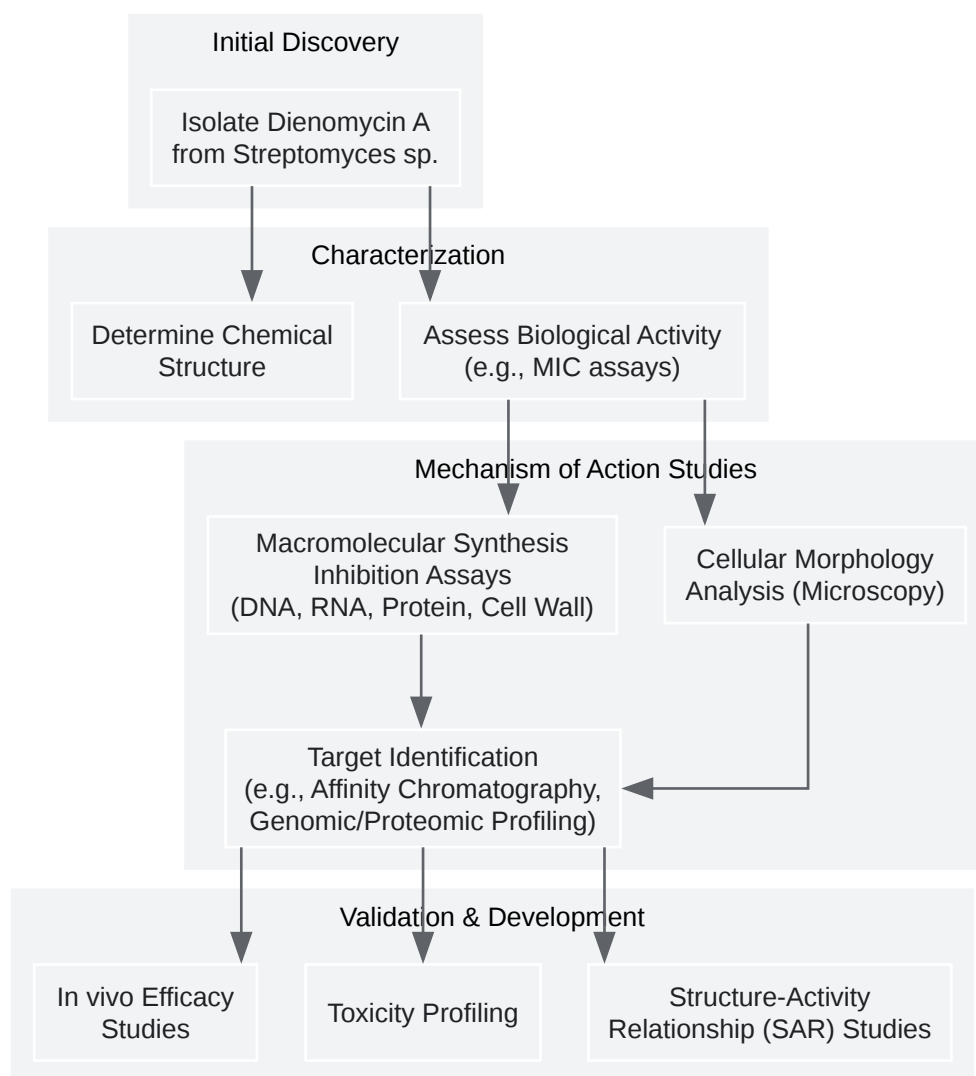 Initial Discovery
Isolate Dienomycin A
from Streptomyces sp.
Characterization
Determine Chemical
Structure
Assess Biological Activity
(e.g., MIC assays)
Mechanism of Action Studies
Macromolecular Synthesis
Inhibition Assays
(DNA, RNA, Protein, Cell Wall)
Cellular Morphology
Analysis (Microscopy)
Target Identification
(e.g., Affinity Chromatography,
Genomic/Proteomic Profiling)
Validation & Development
In vivo Efficacy
Studies
Toxicity Profiling
Structure-Activity
Relationship (SAR) Studies